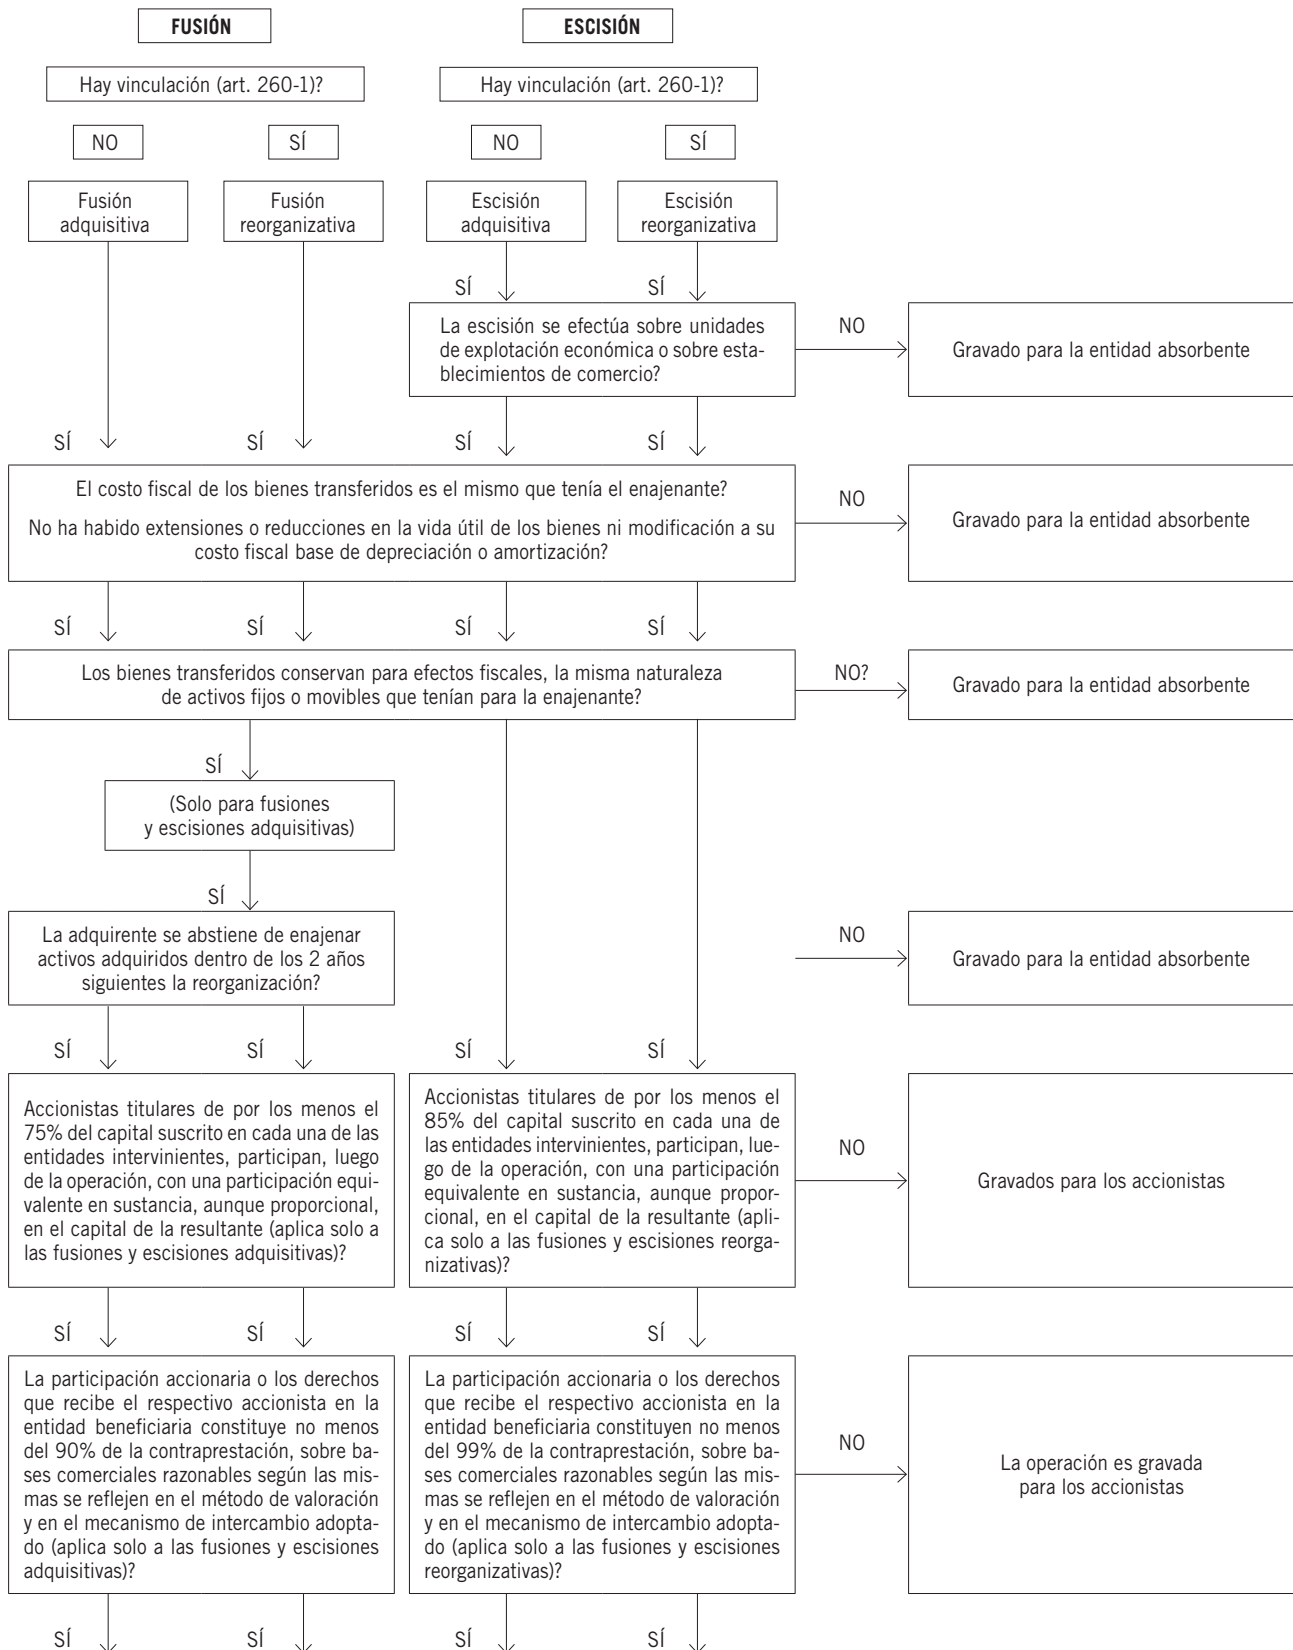 FUSIÓN
ESCISIÓN
Hay vinculación (art. 260-1)?
Hay vinculación (art. 260-1)?
NO
SÍ
NO
SÍ
Fusión
adquisitiva
Fusión
reorganizativa
Escisión
adquisitiva
Escisión
reorganizativa
SÍ
SÍ
La escisión se efectúa sobre unidades
de explotación económica o sobre esta-
blecimientos de comercio?
NO
Gravado para la entidad absorbente
SÍ
SÍ
SÍ
SÍ
El costo fiscal de los bienes transferidos es el mismo que tenía el enajenante?
No ha habido extensiones o reducciones en la vida útil de los bienes ni modificación a su
costo fiscal base de depreciación o amortización?
NO
Gravado para la entidad absorbente
SÍ
SÍ
SÍ
SÍ
Los bienes transferidos conservan para efectos fiscales, la misma naturaleza
de activos fijos o movibles que tenían para la enajenante?
NO?
Gravado para la entidad absorbente
SÍ
(Solo para fusiones
y escisiones adquisitivas)
SÍ
La adquirente se abstiene de enajenar
activos adquiridos dentro de los 2 años
siguientes la reorganización?
NO
Gravado para la entidad absorbente
SÍ
SÍ
SÍ
SÍ
Accionistas titulares de por los menos el
75% del capital suscrito en cada una de las
entidades intervinientes, participan, luego
de la operación, con una participación equi-
valente en sustancia, aunque proporcional,
en el capital de la resultante (aplica solo a
las fusiones y escisiones adquisitivas)?
Accionistas titulares de por los menos el
85% del capital suscrito en cada una de
las entidades intervinientes, participan, lue-
go de la operación, con una participación
equivalente en sustancia, aunque propor-
cional, en el capital de la resultante (apli-
ca solo a las fusiones y escisiones reorga-
nizativas)?
NO
Gravados para los accionistas
SÍ
SÍ
SÍ
SÍ
La participación accionaria o los derechos
que recibe el respectivo accionista en la
entidad beneficiaria constituye no menos
del 90% de la contraprestación, sobre ba-
ses comerciales razonables según las mis-
mas se reflejen en el método de valoración
y en el mecanismo de intercambio adopta-
do (aplica solo a las fusiones y escisiones
adquisitivas)?
La participación accionaria o los derechos
que recibe el respectivo accionista en la
entidad beneficiaria constituyen no menos
del 99% de la contraprestación, sobre ba-
ses comerciales razonables según las mis-
mas se reflejen en el método de valoración
y en el mecanismo de intercambio adopta-
do (aplica solo a las fusiones y escisiones
reorganizativas)?
NO
La operación es gravada
para los accionistas
SÍ
SÍ
SÍ
SÍ